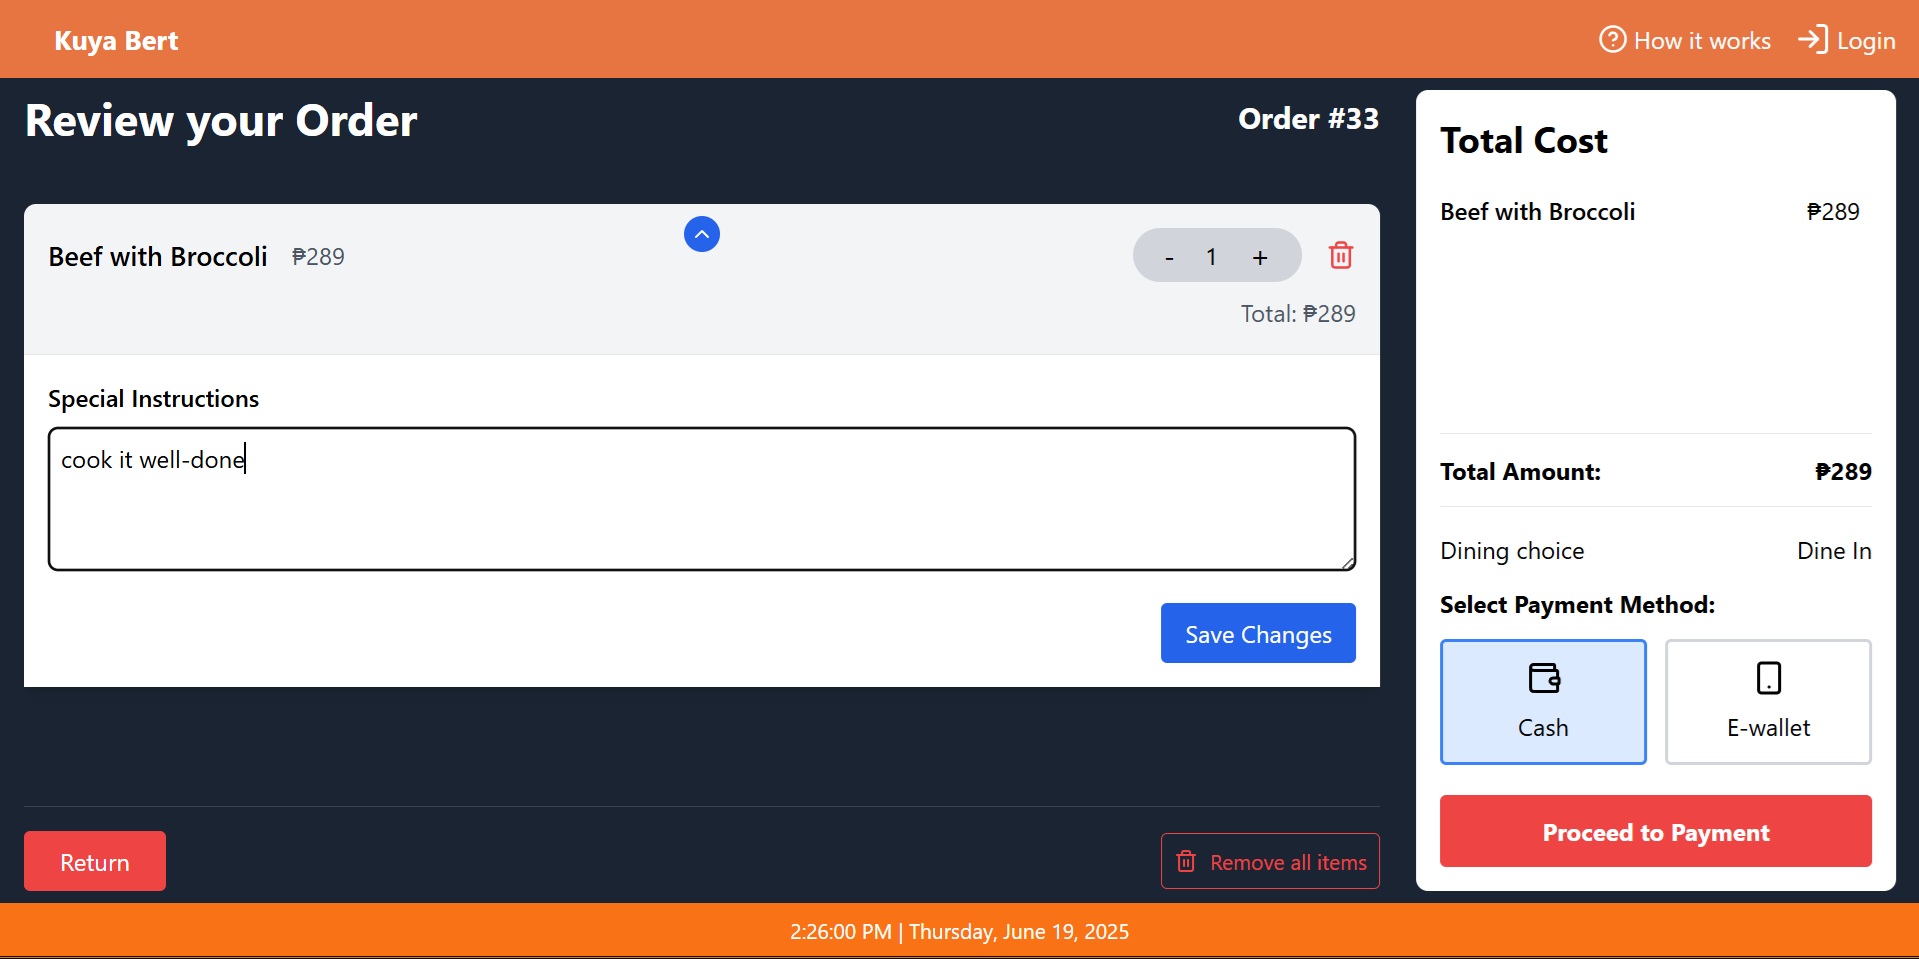 Kuya Bert
How it works
Login
Review your Order
Order #33
Beef with Broccoli ₱289
- 1 +
Total: ₱289
Special Instructions
cook it well-done
Save Changes
Return
Remove all items
Total Cost
Beef with Broccoli ₱289
Total Amount: ₱289
Dining choice Dine In
Select Payment Method:
Cash
E-wallet
Proceed to Payment
2:26:00 PM | Thursday, June 19, 2025